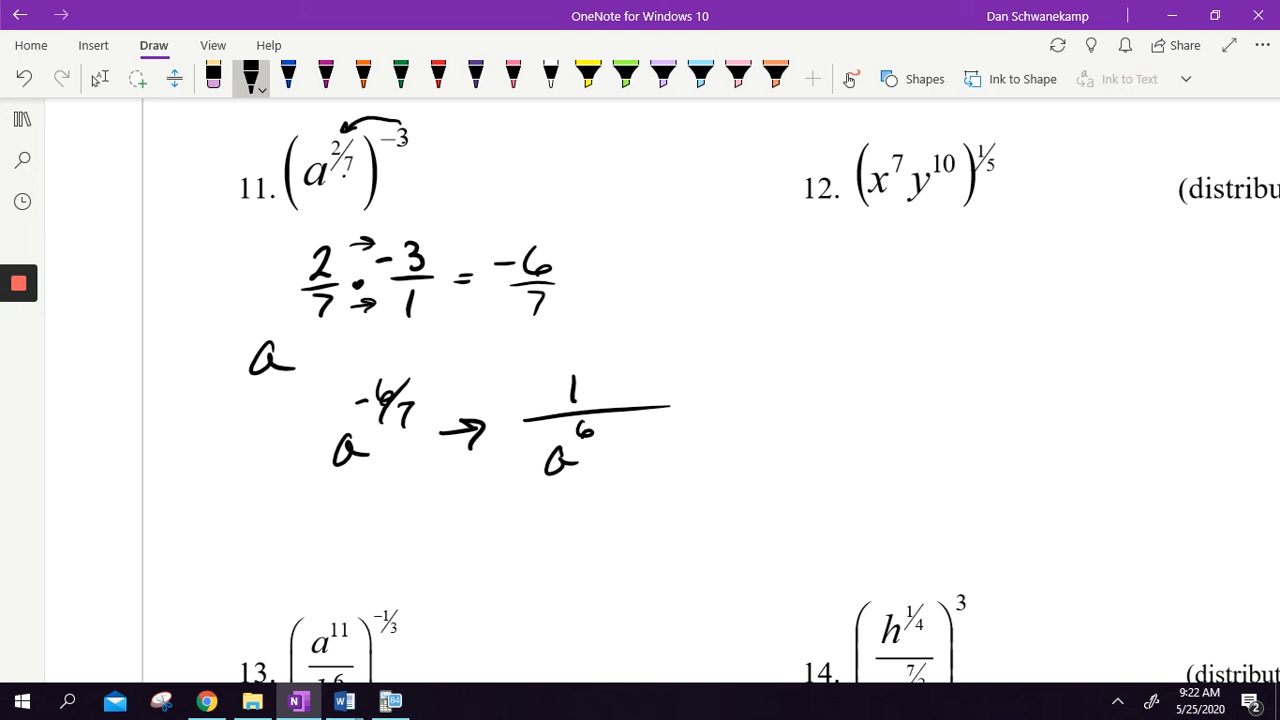 OneNote for Windows 10
Dan Schwanekamp
Home Insert Draw View Help
Share
Shapes Ink to Shape Ink to Text
11. (a^{2/7})^{-3}
12. (x^7 y^{10})^{1/5} (distribu
2/7 · -3/1 = -6/7
a
a^{-6/7} → 1/a^6
13. (a^{11}
)^{-1/3}
14. (h^{1/4}
)^3 (distribut
9:22 AM
5/25/2020
2